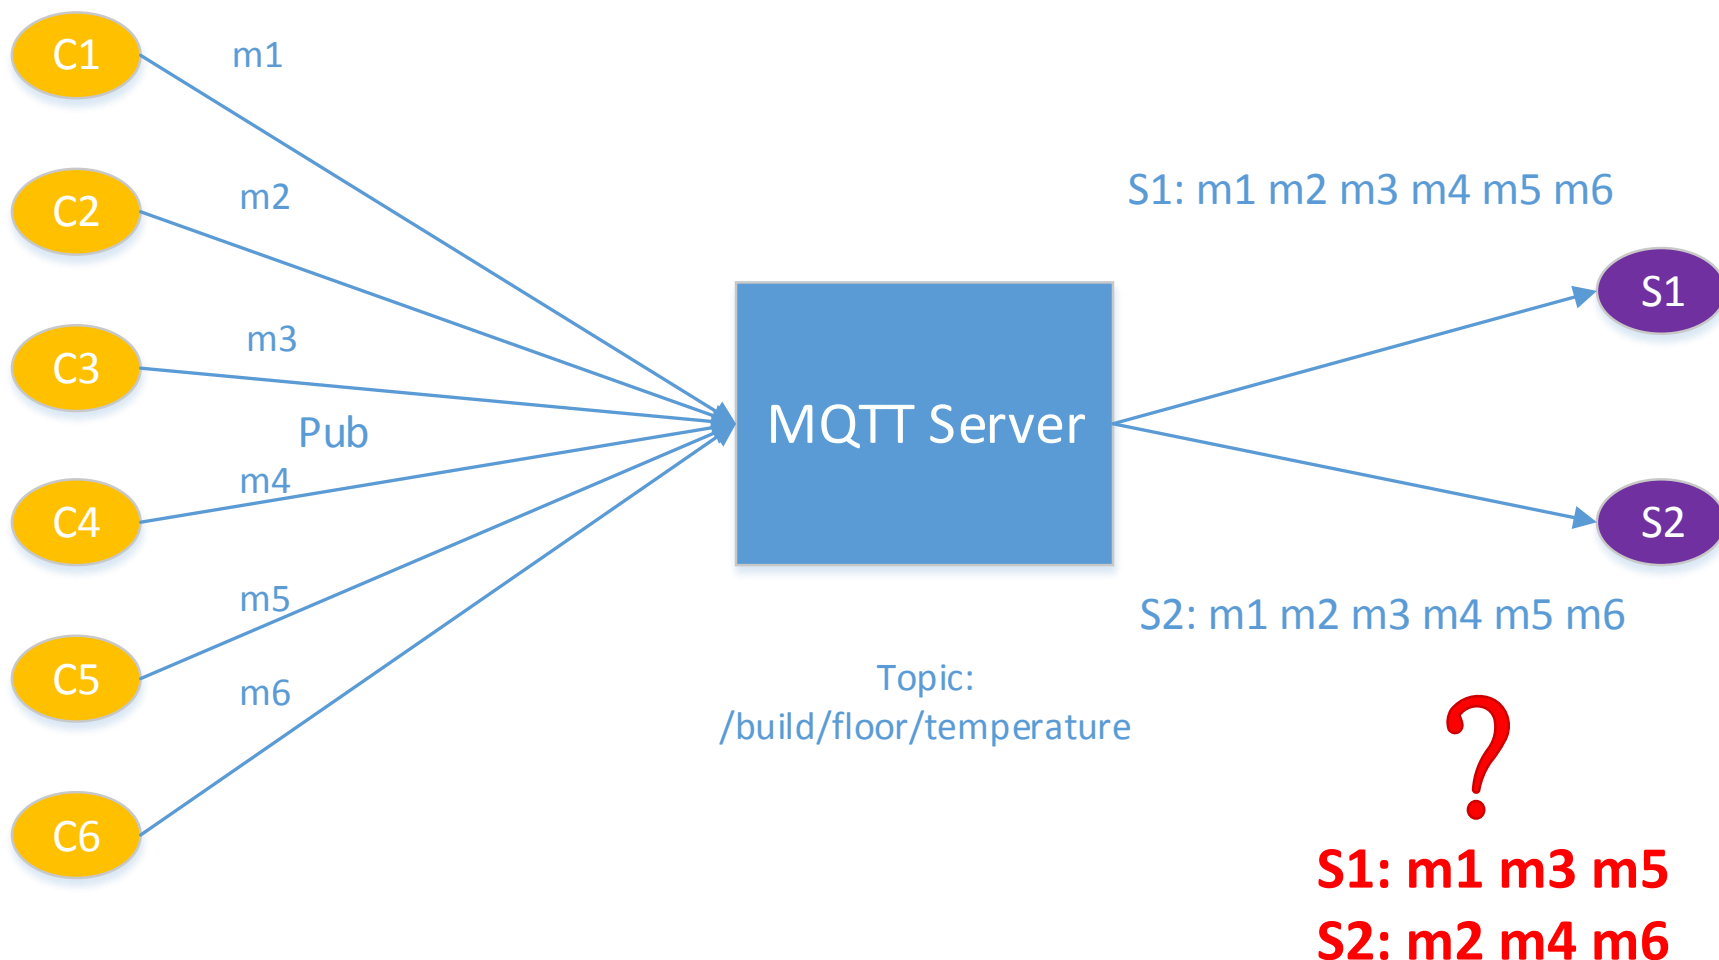 C1
m1
C2
m2
C3
m3
Pub
C4
m4
C5
m5
C6
m6
MQTT Server
Topic:
/build/floor/temperature
S1: m1 m2 m3 m4 m5 m6
S1
S2
S2: m1 m2 m3 m4 m5 m6
?
S1: m1 m3 m5
S2: m2 m4 m6